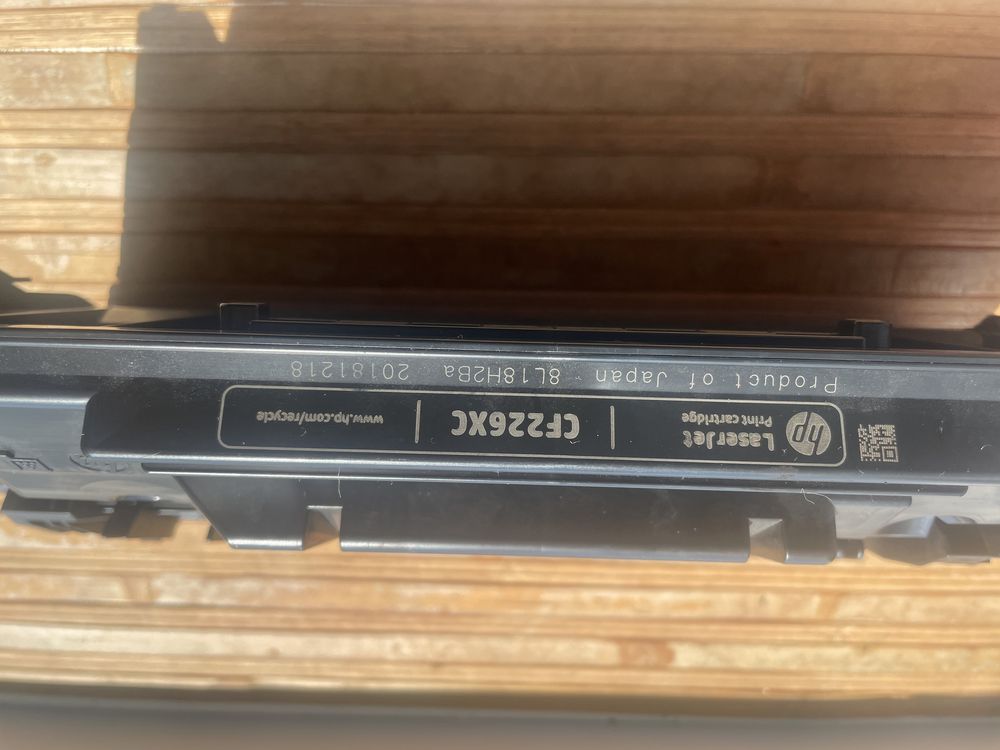 hp
LaserJet
Print cartridge
CF226XC
www.hp.com/recycle
Product of Japan 8L18H2Ba 20181218